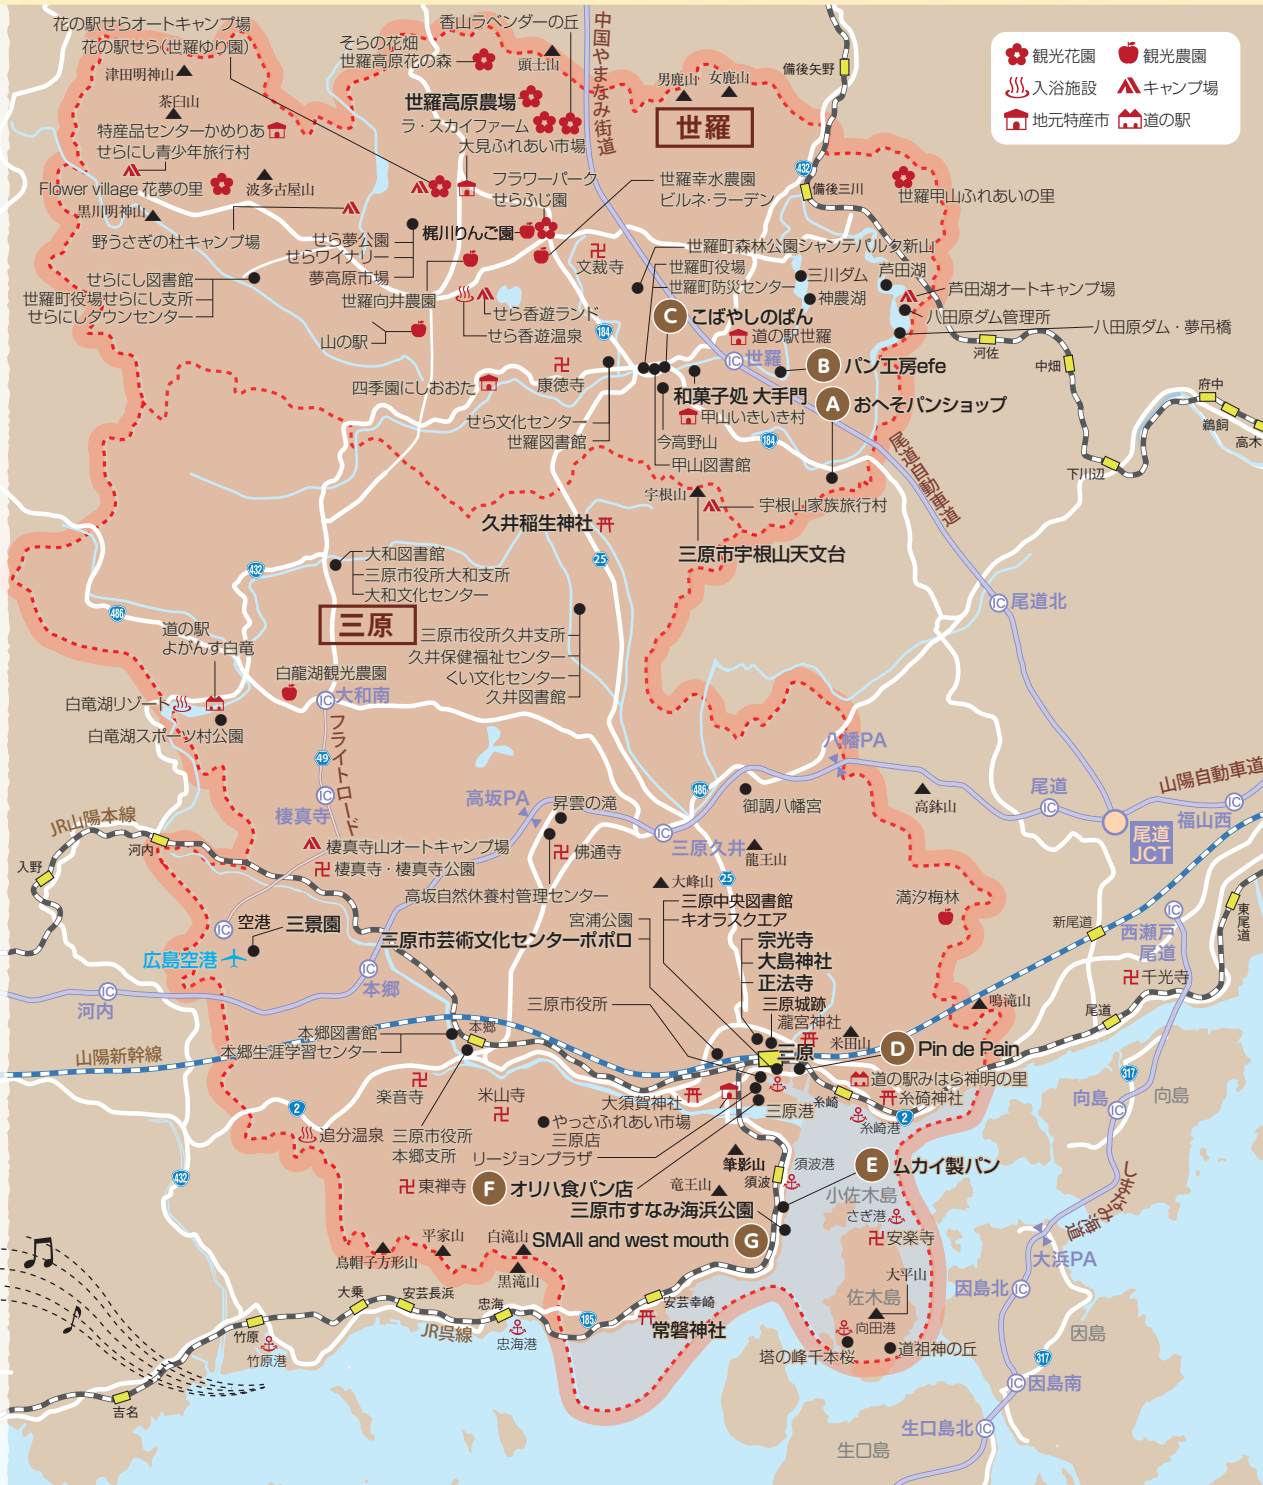 花の駅せらオートキャンプ場
花の駅せら(世羅ゆり園)
津田明神山
茶臼山
特産品センターかめりあ
せらにし青少年旅行村
Flower village 花夢の里
波多古屋山
黒川明神山
野うさぎの杜キャンプ場
香山ラベンダーの丘
そらの花畑
世羅高原花の森
頭士山
世羅高原農場
ラ・スカイファーム
大見ふれあい市場
フラワーパーク
せらふじ園
中国やまなみ街道
男鹿山
女鹿山
世羅
備後矢野
観光花園
観光農園
入浴施設
キャンプ場
地元特産市
道の駅
432
備後三川
世羅甲山ふれあいの里
世羅幸水農園
ビルネ・ラーデン
梶川りんご園
せら夢公園
せらワイナリー
夢高原市場
せらにし図書館
世羅町役場せらにし支所
せらにしタウンセンター
世羅向井農園
山の駅
文裁寺
世羅町森林公園シャンテパルク新山
世羅町役場
世羅町防災センター
三川ダム
神農湖
芦田湖
芦田湖オートキャンプ場
八田原ダム管理所
八田原ダム・夢吊橋
河佐
中畑
府中
鵜飼
高木
下川辺
せら香遊ランド
せら香遊温泉
184
C こばやしのぱん
道の駅世羅
IC 世羅
B パン工房efe
A おへそパンショップ
四季園にしおおた
康徳寺
和菓子処 大手門
甲山いきいき村
せら文化センター
世羅図書館
今高野山
甲山図書館
184
尾道自動車道
宇根山
宇根山家族旅行村
三原市宇根山天文台
久井稲生神社
25
大和図書館
三原市役所大和支所
大和文化センター
432
486
三原
道の駅
よがんす白竜
三原市役所久井支所
久井保健福祉センター
くい文化センター
久井図書館
白龍湖観光農園
白竜湖リゾート
白竜湖スポーツ村公園
IC 大和南
フライトロード
49
IC
棲真寺
IC 尾道北
八幡PA
高坂PA
昇雲の滝
486
御調八幡宮
高鉢山
尾道
IC
山陽自動車道
IC
福山西
尾道
JCT
JR山陽本線
河内
入野
棲真寺山オートキャンプ場
棲真寺・棲真寺公園
佛通寺
高坂自然休養村管理センター
IC
三原久井
龍王山
25
大峰山
三原中央図書館
キオラスクエア
宮浦公園
三原市芸術文化センターポポロ
宗光寺
大島神社
正法寺
三原城跡
瀧宮神社
満汐梅林
新尾道
IC
西瀬戸
尾道
東尾道
千光寺
尾道
鳴滝山
IC
空港
三景園
広島空港
IC
本郷
IC
河内
山陽新幹線
三原市役所
本郷図書館
本郷生涯学習センター
本郷
三原
米田山
D Pin de Pain
道の駅みはら神明の里
糸碕神社
糸崎
糸崎港
2
三原港
楽音寺
米山寺
大須賀神社
やっさふれあい市場
三原店
リージョンプラザ
2
追分温泉
三原市役所
本郷支所
432
東禅寺
F オリハ食パン店
筆影山
須波
須波港
竜王山
E ムカイ製パン
小佐木島
さぎ港
安楽寺
三原市すなみ海浜公園
SMAll and west mouth G
317
向島
IC
向島
しまなみ海道
大浜PA
因島北 IC
因島
317
IC 因島南
生口島北 IC
生口島
烏帽子方形山
平家山
白滝山
黒滝山
大平山
佐木島
向田港
塔の峰千本桜
道祖神の丘
安芸幸崎
常磐神社
185
忠海
忠海港
安芸長浜
大乗
JR呉線
竹原
竹原港
吉名